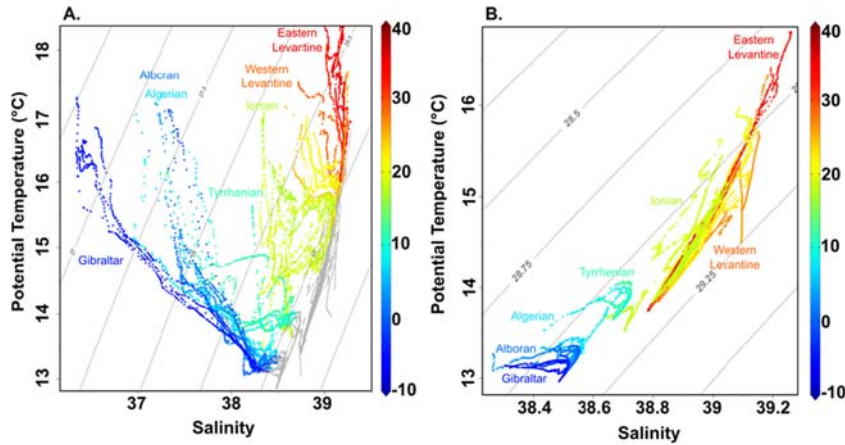 A.
Eastern
Levantine
Alboran
Algerian
Western
Levantine
Ionian
Tyrrhenian
Gibraltar
18
17
16
15
14
13
Potential Temperature (°C)
37
38
39
Salinity
40
30
20
10
0
-10
B.
Eastern
Levantine
28.5
Ionian
28.75
Western
Levantine
29.25
Tyrrhenian
Algerian
Alboran
Gibraltar
16
15
14
13
Potential Temperature (°C)
38.4
38.6
38.8
39
39.2
Salinity
40
30
20
10
0
-10